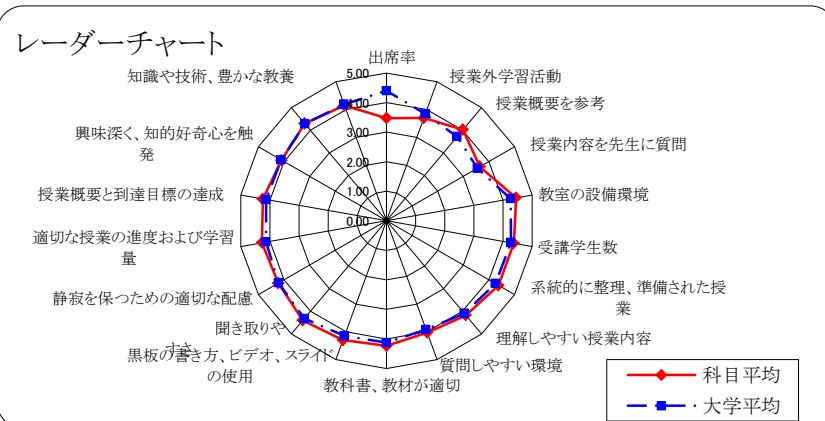 レーダーチャート
出席率
授業外学習活動
授業概要を参考
授業内容を先生に質問
教室の設備環境
受講学生数
系統的に整理、準備された授
業
理解しやすい授業内容
質問しやすい環境
教科書、教材が適切
黒板の書き方、ビデオ、スライド
の使用
聞き取りや
すさ
静寂を保つための適切な配慮
適切な授業の進度および学習
量
授業概要と到達目標の達成
興味深く、知的好奇心を触
発
知識や技術、豊かな教養
5.00
4.00
3.00
2.00
1.00
0.00
科目平均
大学平均